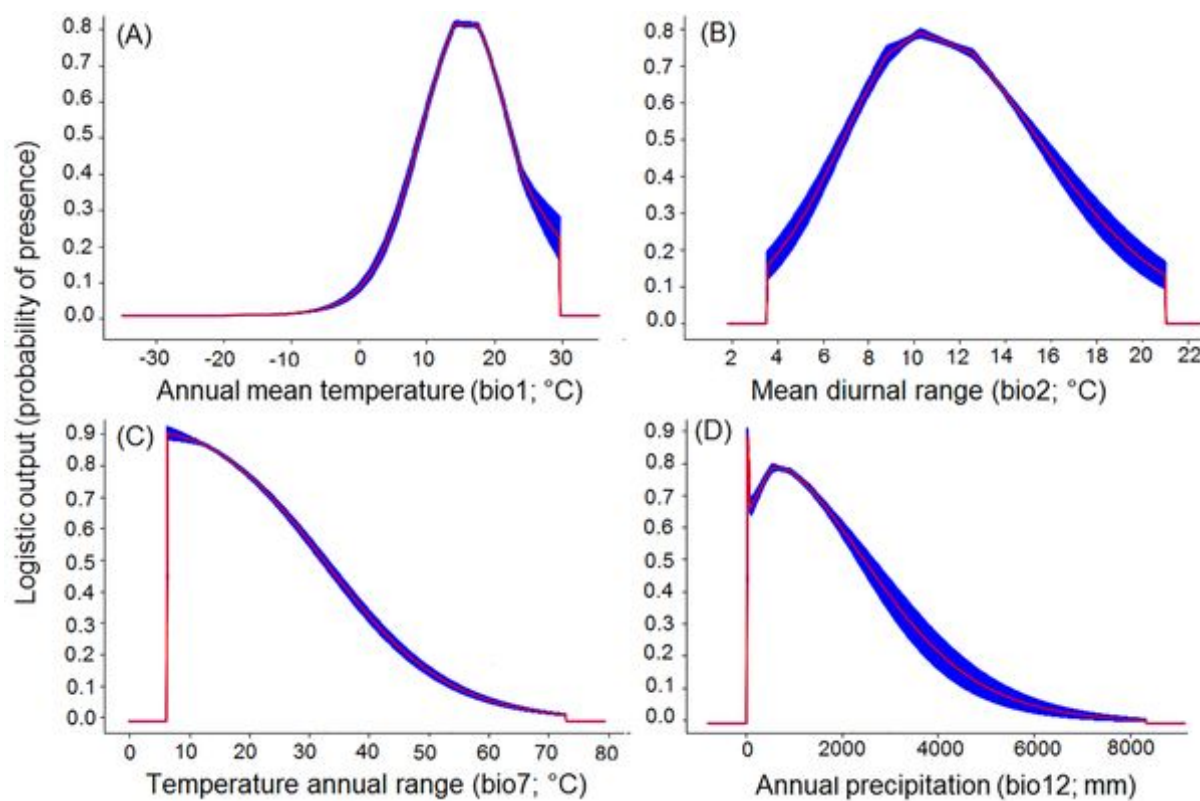 Logistic output (probability of presence)
(A)
0.8
0.7
0.6
0.5
0.4
0.3
0.2
0.1
0.0
-30 -20 -10 0 10 20 30
Annual mean temperature (bio1; °C)
(B)
0.8
0.7
0.6
0.5
0.4
0.3
0.2
0.1
0.0
2 4 6 8 10 12 14 16 18 20 22
Mean diurnal range (bio2; °C)
(C)
0.9
0.8
0.7
0.6
0.5
0.4
0.3
0.2
0.1
0.0
0 10 20 30 40 50 60 70 80
Temperature annual range (bio7; °C)
(D)
0.9
0.8
0.7
0.6
0.5
0.4
0.3
0.2
0.1
0.0
0 2000 4000 6000 8000
Annual precipitation (bio12; mm)